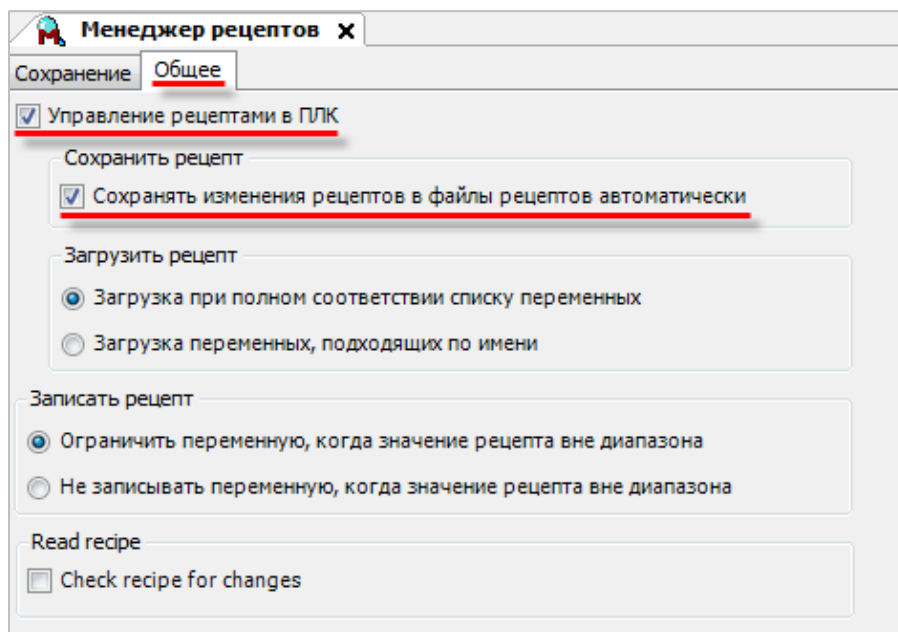 Менеджер рецептов
Сохранение Общее
Управление рецептами в ПЛК
Сохранить рецепт
Сохранять изменения рецептов в файлы рецептов автоматически
Загрузить рецепт
Загрузка при полном соответствии списку переменных
Загрузка переменных, подходящих по имени
Записать рецепт
Ограничить переменную, когда значение рецепта вне диапазона
Не записывать переменную, когда значение рецепта вне диапазона
Read recipe
Check recipe for changes